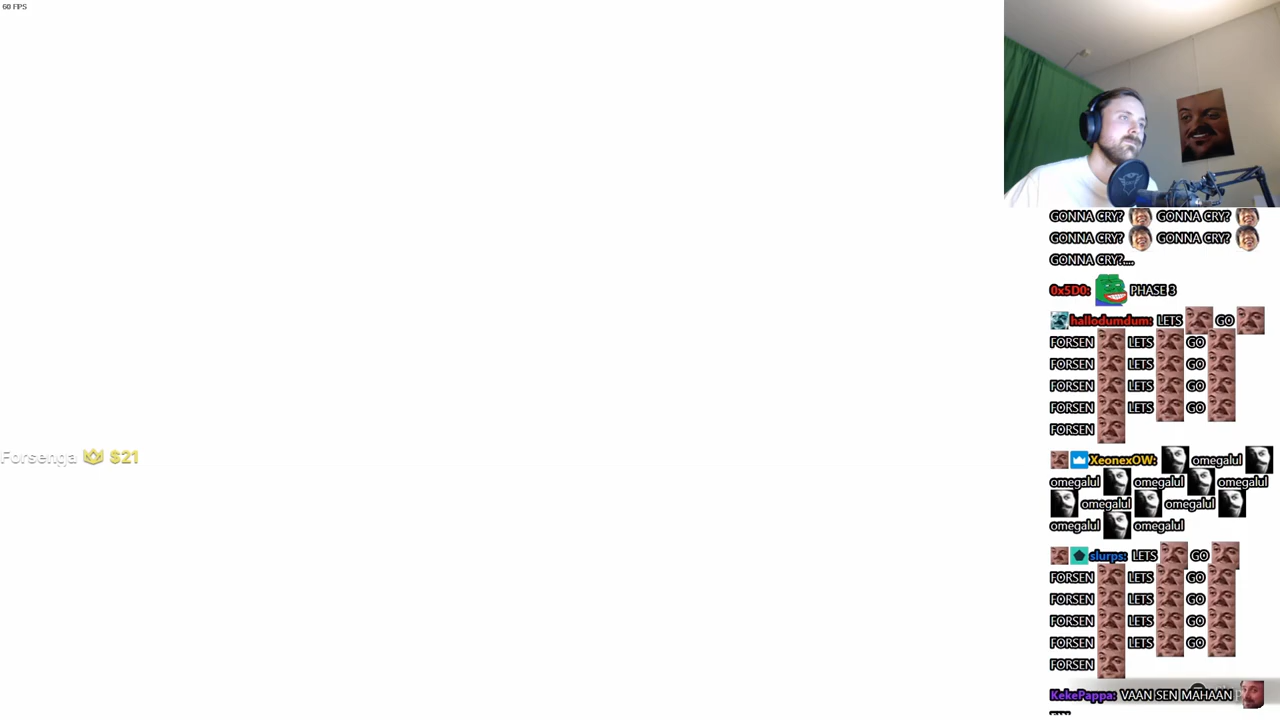 60 FPS
GONNA CRY? GONNA CRY?
GONNA CRY? GONNA CRY?
GONNA CRY?....
0x5D0: PHASE 3
hallodumdum: LETS GO
FORSEN LETS GO
FORSEN LETS GO
FORSEN LETS GO
FORSEN LETS GO
FORSEN
Forsenga $21
XeonexOW: omegalul
omegalul omegalul omegalul
omegalul omegalul
omegalul omegalul
slurps: LETS GO
FORSEN LETS GO
FORSEN LETS GO
FORSEN LETS GO
FORSEN LETS GO
FORSEN
KekePappa: VAAN SEN MAHAAN